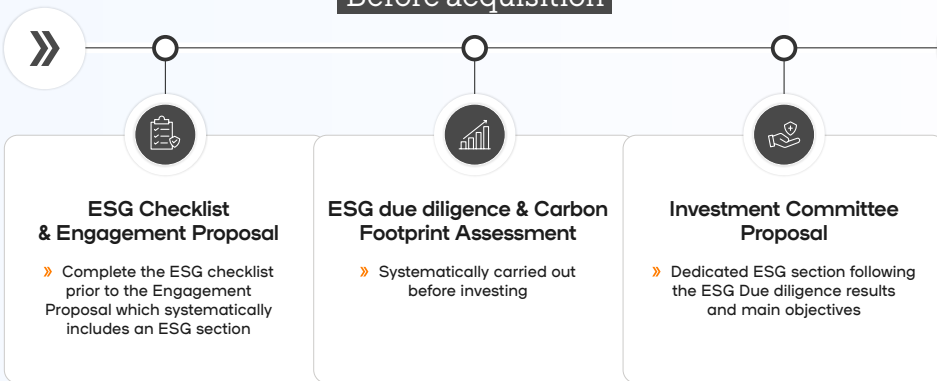 Before acquisition
ESG Checklist
& Engagement Proposal
» Complete the ESG checklist
prior to the Engagement
Proposal which systematically
includes an ESG section
ESG due diligence & Carbon
Footprint Assessment
» Systematically carried out
before investing
Investment Committee
Proposal
» Dedicated ESG section following
the ESG Due diligence results
and main objectives